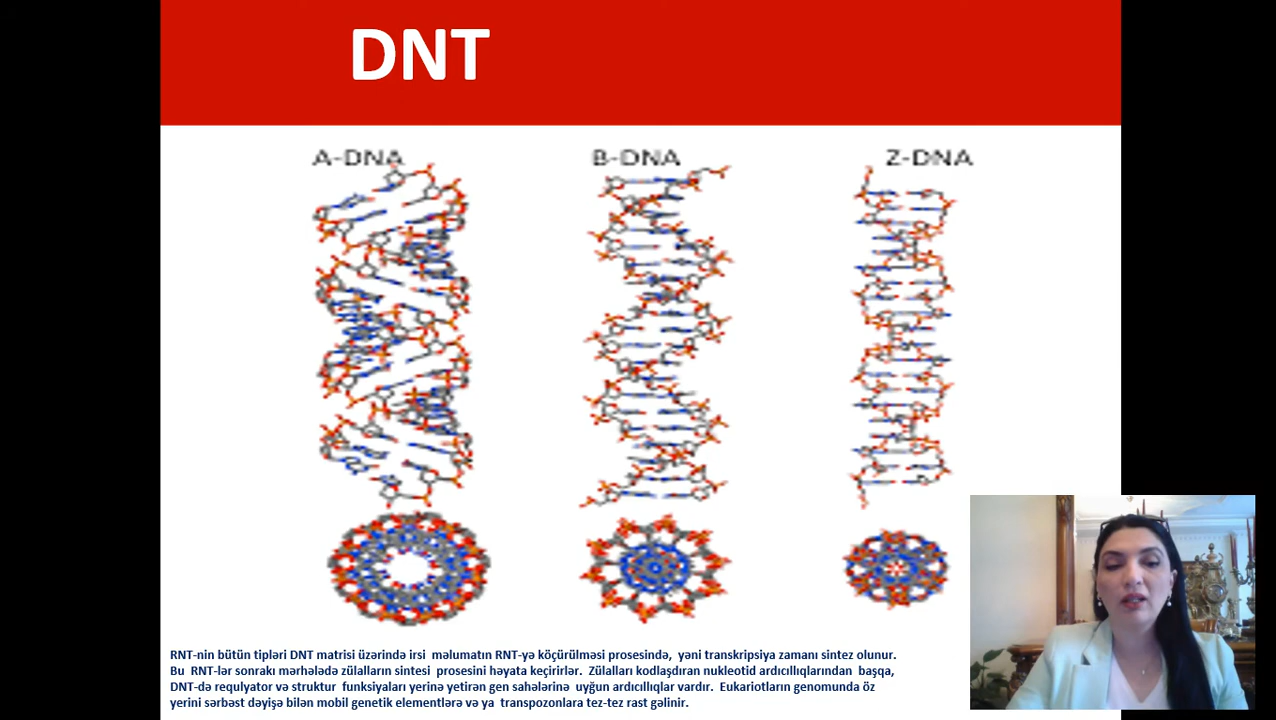 DNT
A-DNA
B-DNA
Z-DNA
RNT-nin bütün tipləri DNT matrisi üzərində irsi məlumatın RNT-yə köçürülməsi prosesində, yəni transkripsiya zamanı sintez olunur.
Bu RNT-lər sonrakı mərhələdə zülalların sintesi prosesini həyata keçirirlər. Zülalları kodlaşdıran nukleotid ardıcıllıqlarından başqa,
DNT-də requlyator və struktur funksiyaları yerinə yetirən gen sahələrinə uyğun ardıcıllıqlar vardır. Eukariotların genomunda öz
yerini sərbəst dəyişə bilən mobil genetik elementlərə və ya transpozonlara tez-tez rast gəlinir.